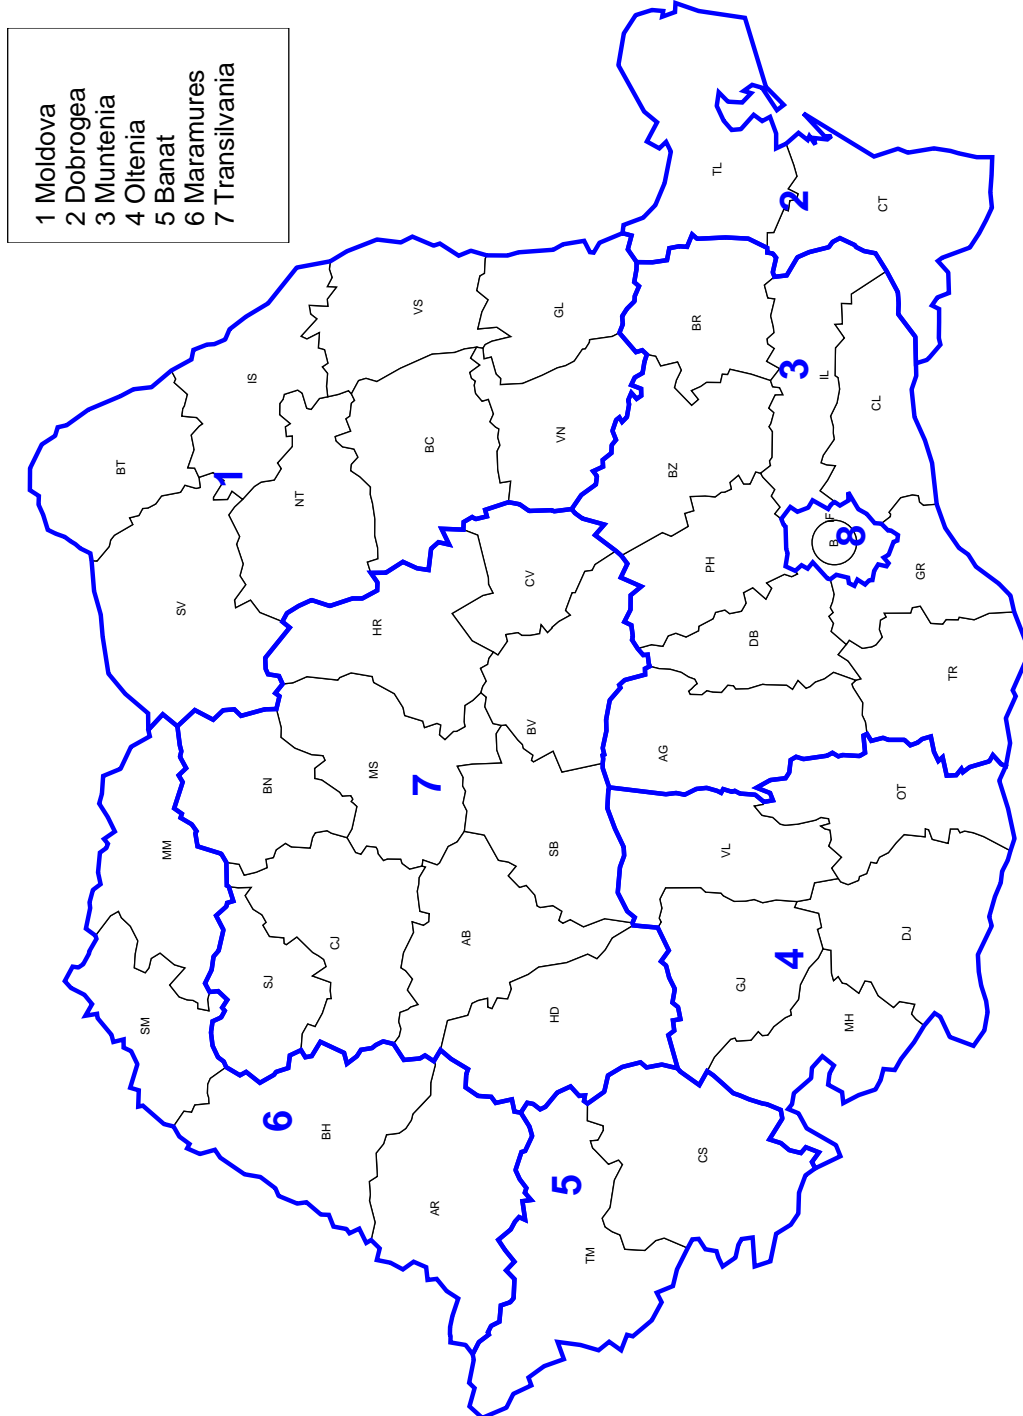 1 Moldova
2 Dobrogea
3 Muntenia
4 Oltenia
5 Banat
6 Maramures
7 Transilvania
SM
MM
SV
BT
BH
SJ
BN
6
CJ
MS
7
HR
NT
1
IS
AR
AB
BC
VS
TM
5
HD
SB
BV
CV
VN
GL
CS
GJ
VL
AG
DB
PH
BZ
BR
TL
MH
4
DJ
OT
TR
GR
B
IF
8
IL
3
CL
2
CT